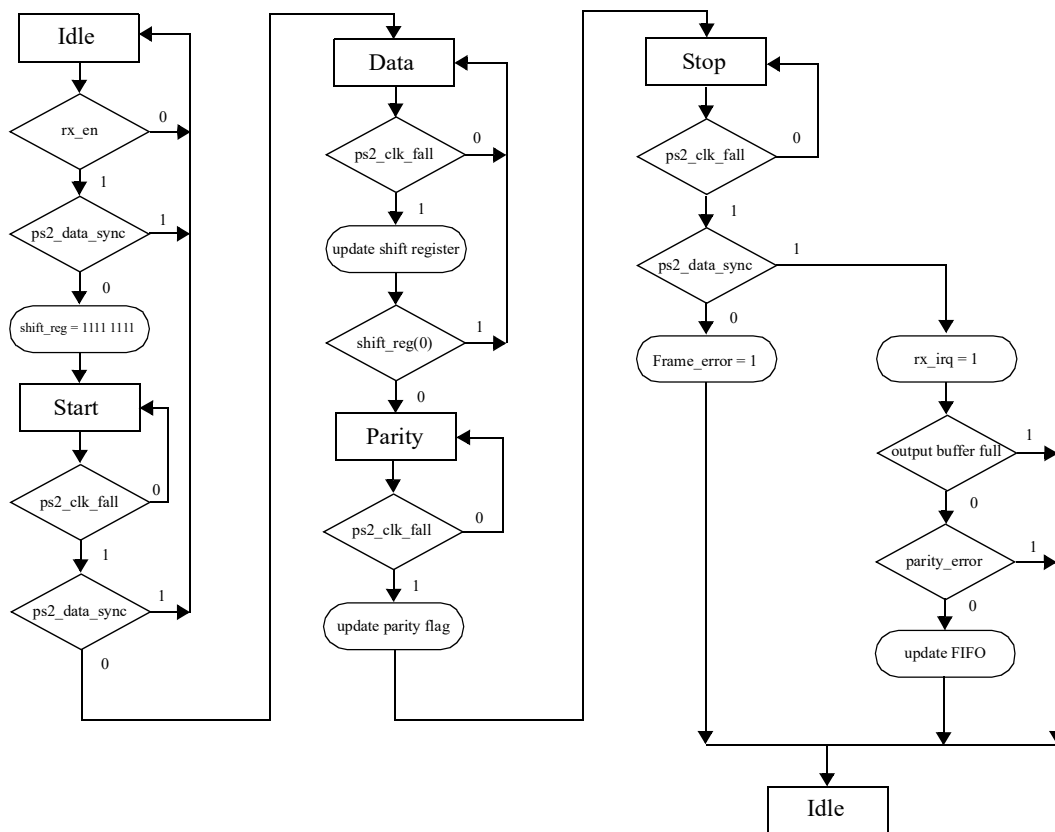 Idle
rx_en
0
1
ps2_data_sync
1
0
shift_reg = 1111 1111
Start
ps2_clk_fall
0
1
ps2_data_sync
1
0
Data
ps2_clk_fall
0
1
update shift register
shift_reg(0)
1
0
Parity
ps2_clk_fall
0
1
update parity flag
Stop
ps2_clk_fall
0
1
ps2_data_sync
1
0
Frame_error = 1
rx_irq = 1
output buffer full
1
0
parity_error
1
0
update FIFO
Idle